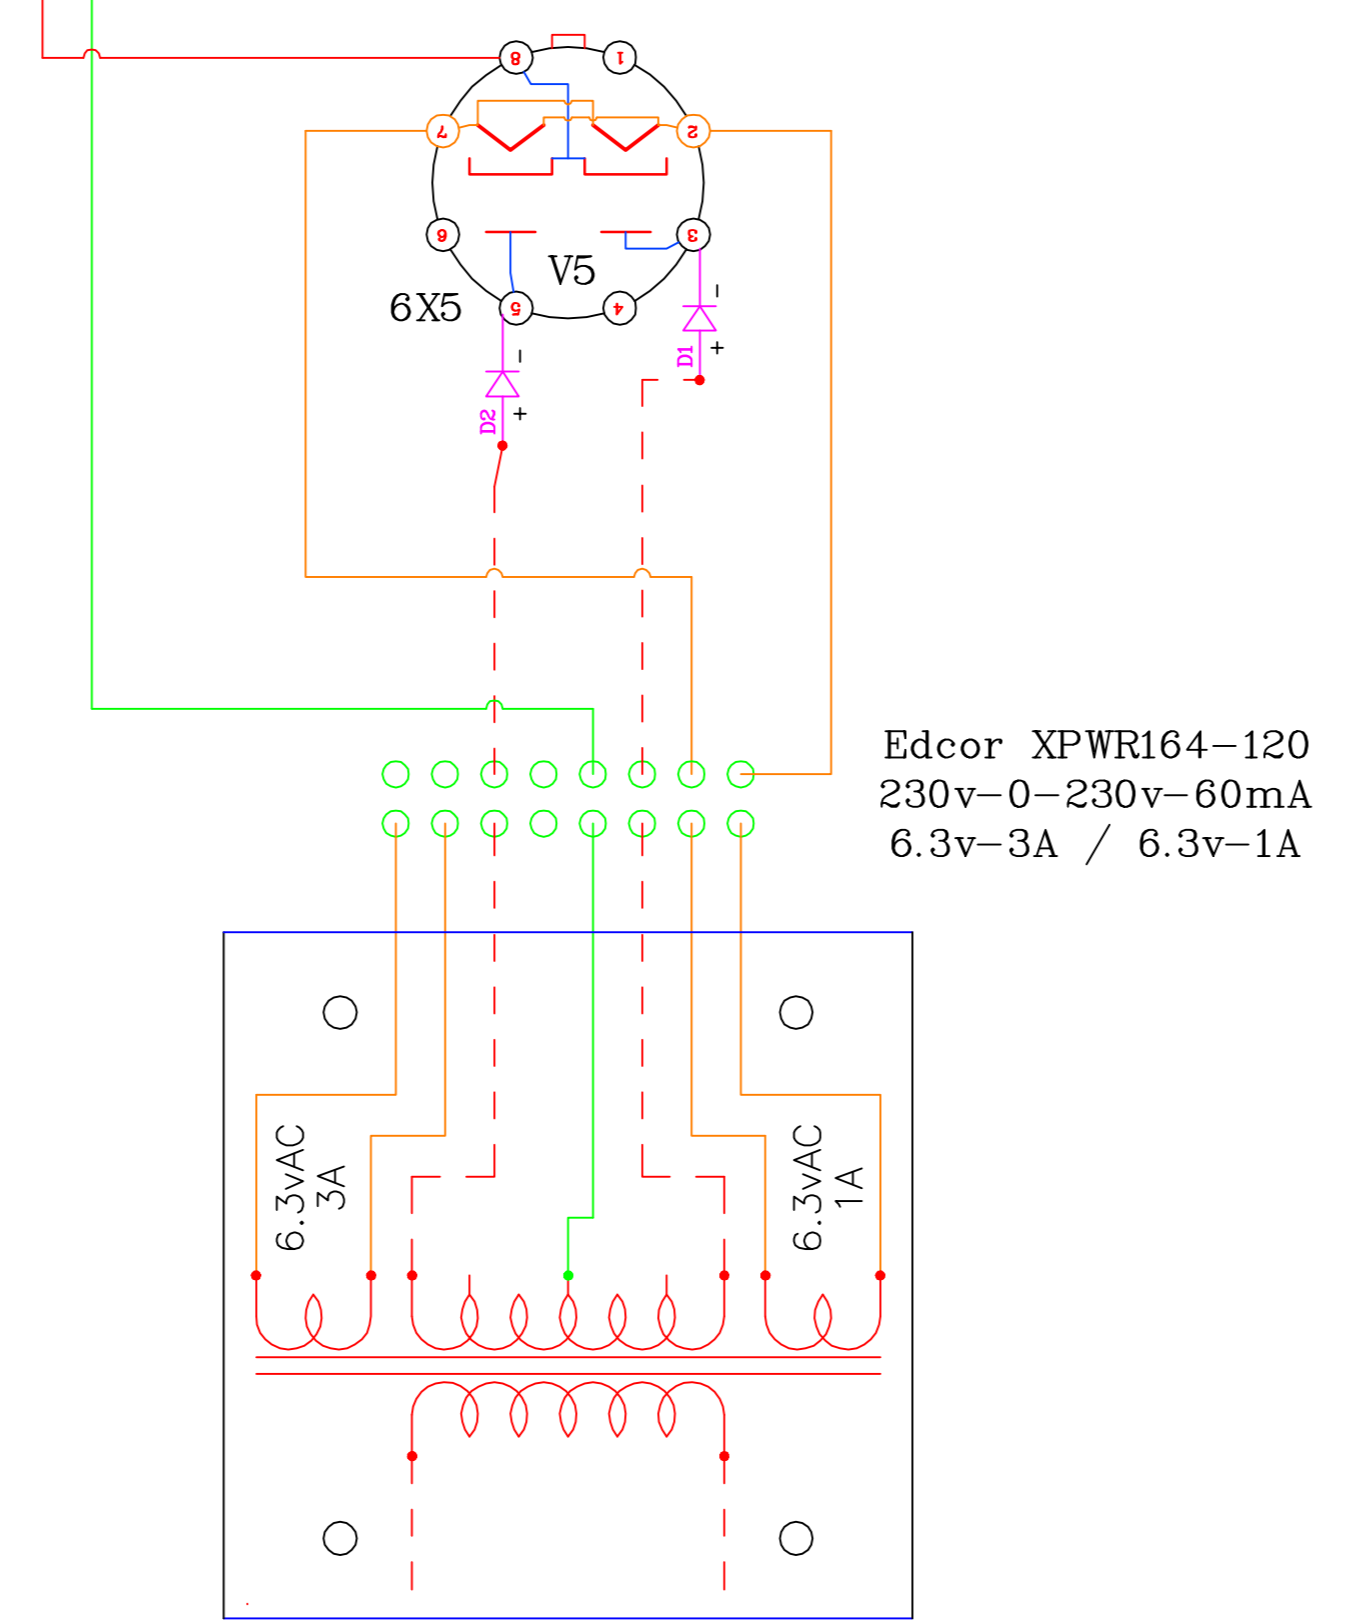 8
1
7
2
6
3
V5
6X5
5
4
-
D1
+
-
D2
+
Edcor XPWR164-120
230v-0-230v-60mA
6.3v-3A / 6.3v-1A
6.3vAC
3A
6.3vAC
1A